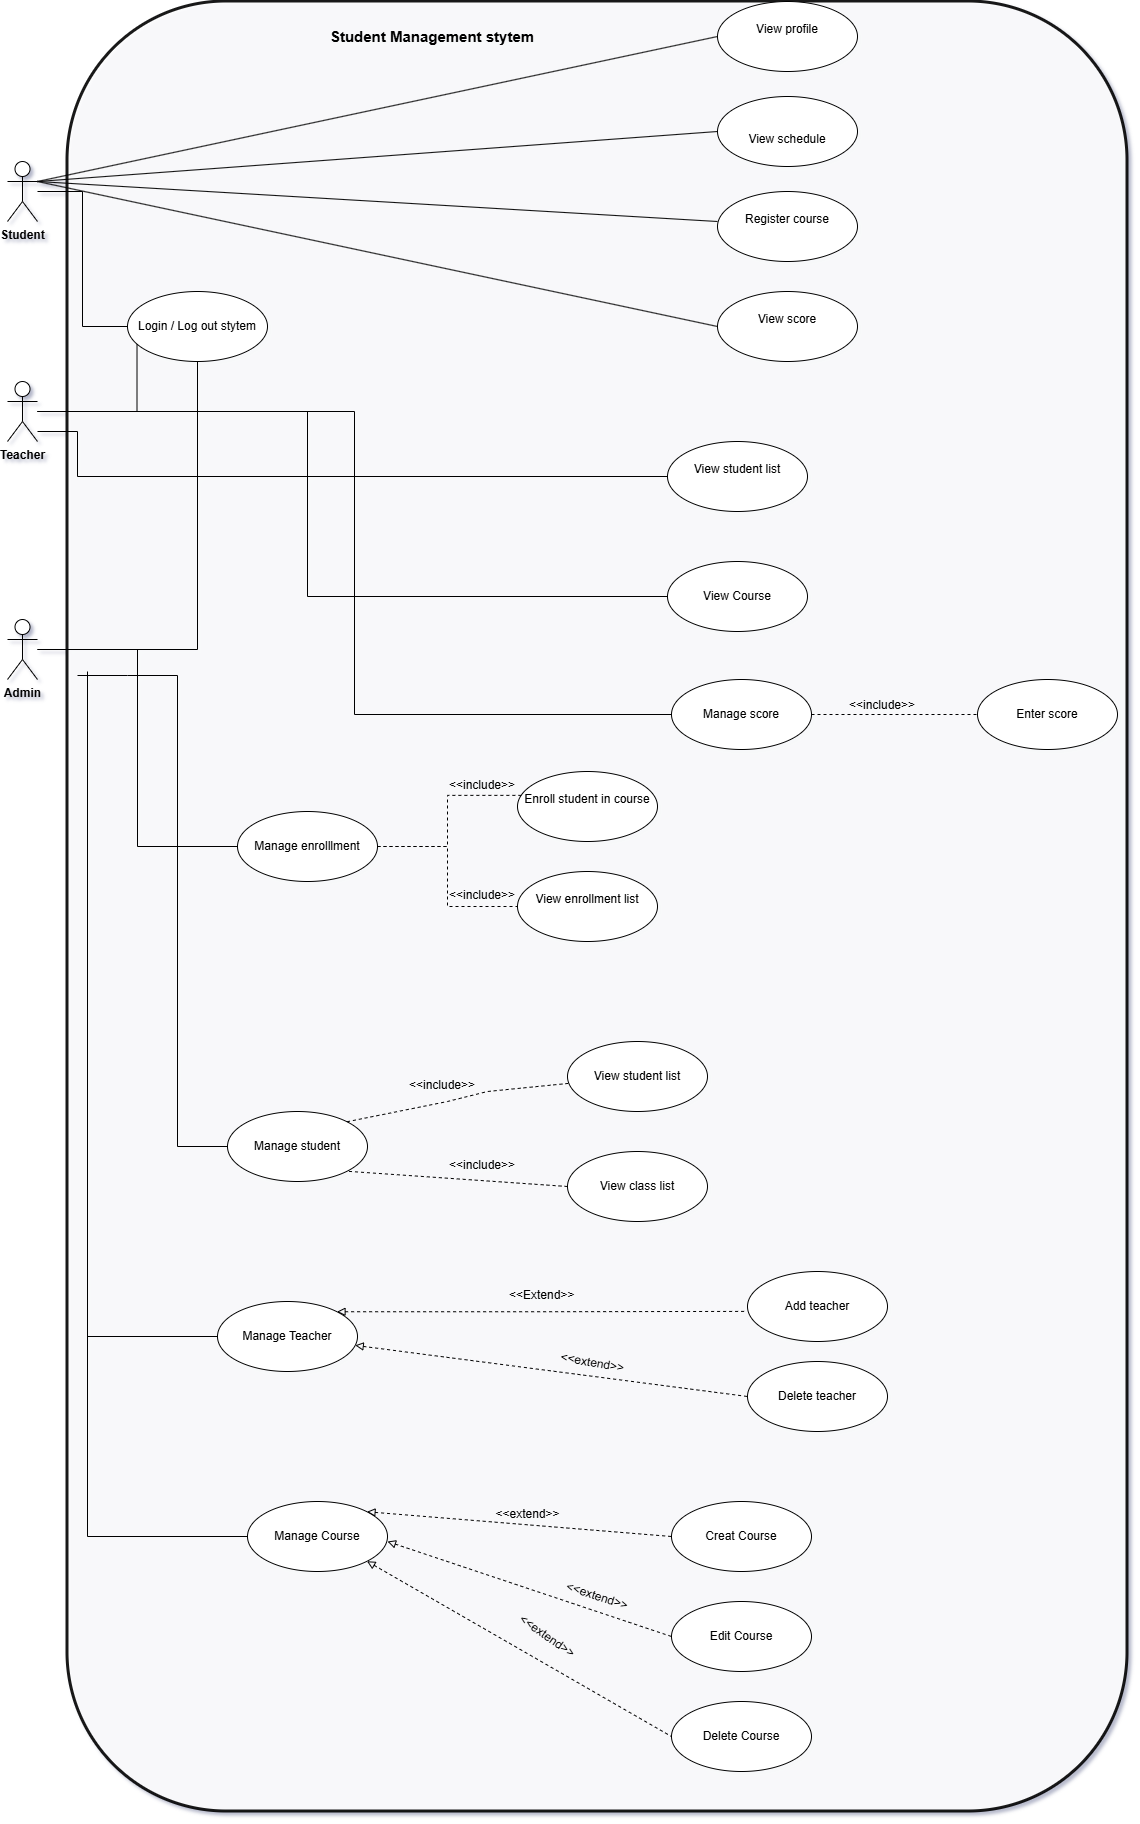 Student Management stytem
View profile
View schedule
Student
Register course
View score
Login / Log out stytem
Teacher
View student list
View Course
Admin
Manage score
<<include>>
Enter score
<<include>>
Enroll student in course
Manage enrolllment
<<include>>
View enrollment list
View student list
<<include>>
Manage student
<<include>>
View class list
<<Extend>>
Add teacher
Manage Teacher
<<extend>>
Delete teacher
<<extend>>
Manage Course
Creat Course
<<extend>>
Edit Course
<<extend>>
Delete Course